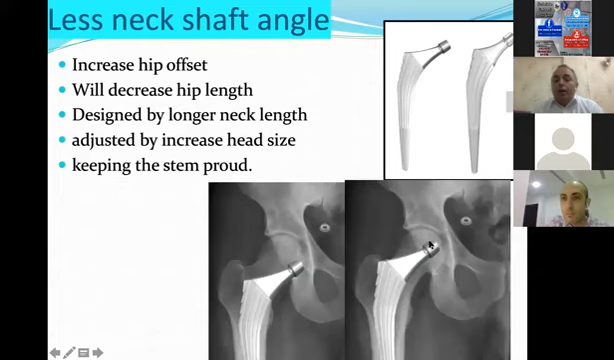 Less neck shaft angle
Increase hip offset
Will decrease hip length
Designed by longer neck length
adjusted by increase head size
keeping the stem proud.